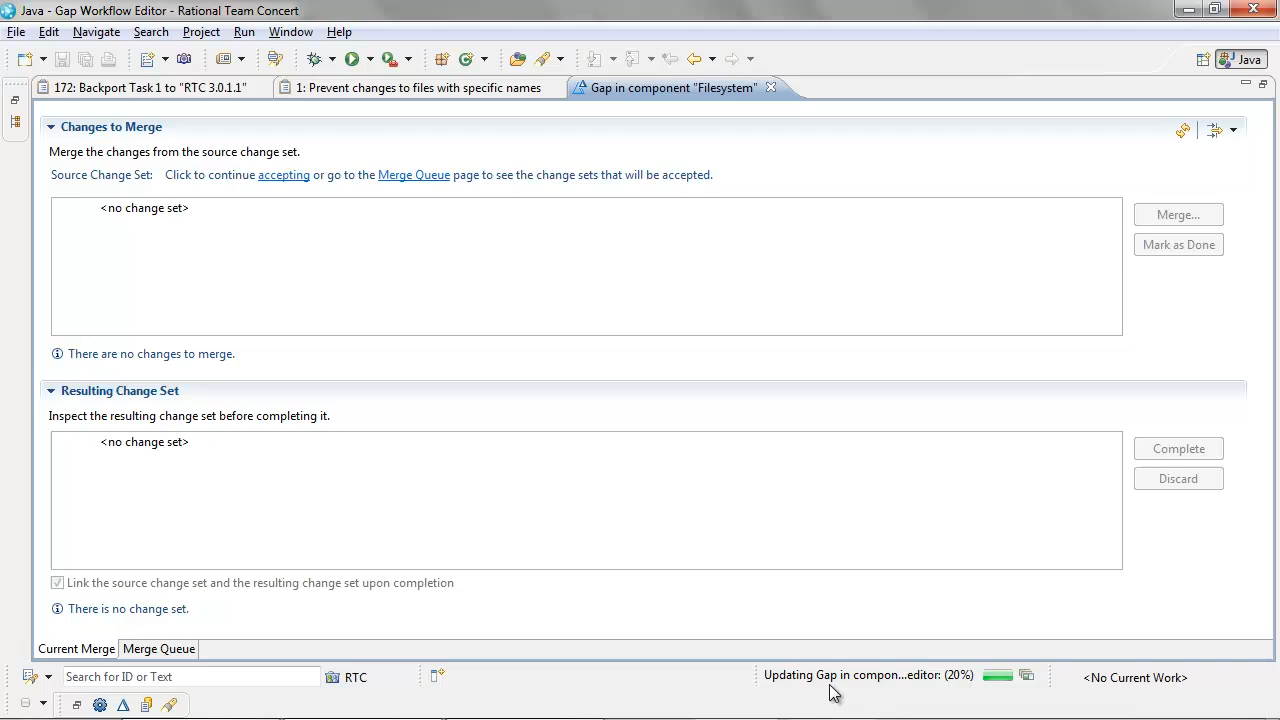 Java - Gap Workflow Editor - Rational Team Concert
File Edit Navigate Search Project Run Window Help
Java
172: Backport Task 1 to "RTC 3.0.1.1" 1: Prevent changes to files with specific names Gap in component "Filesystem"
Changes to Merge
Merge the changes from the source change set.
Source Change Set: Click to continue accepting or go to the Merge Queue page to see the change sets that will be accepted.
<no change set>
Merge...
Mark as Done
There are no changes to merge.
Resulting Change Set
Inspect the resulting change set before completing it.
<no change set>
Complete
Discard
Link the source change set and the resulting change set upon completion
There is no change set.
Current Merge Merge Queue
Search for ID or Text RTC Updating Gap in compon...editor: (20%) <No Current Work>